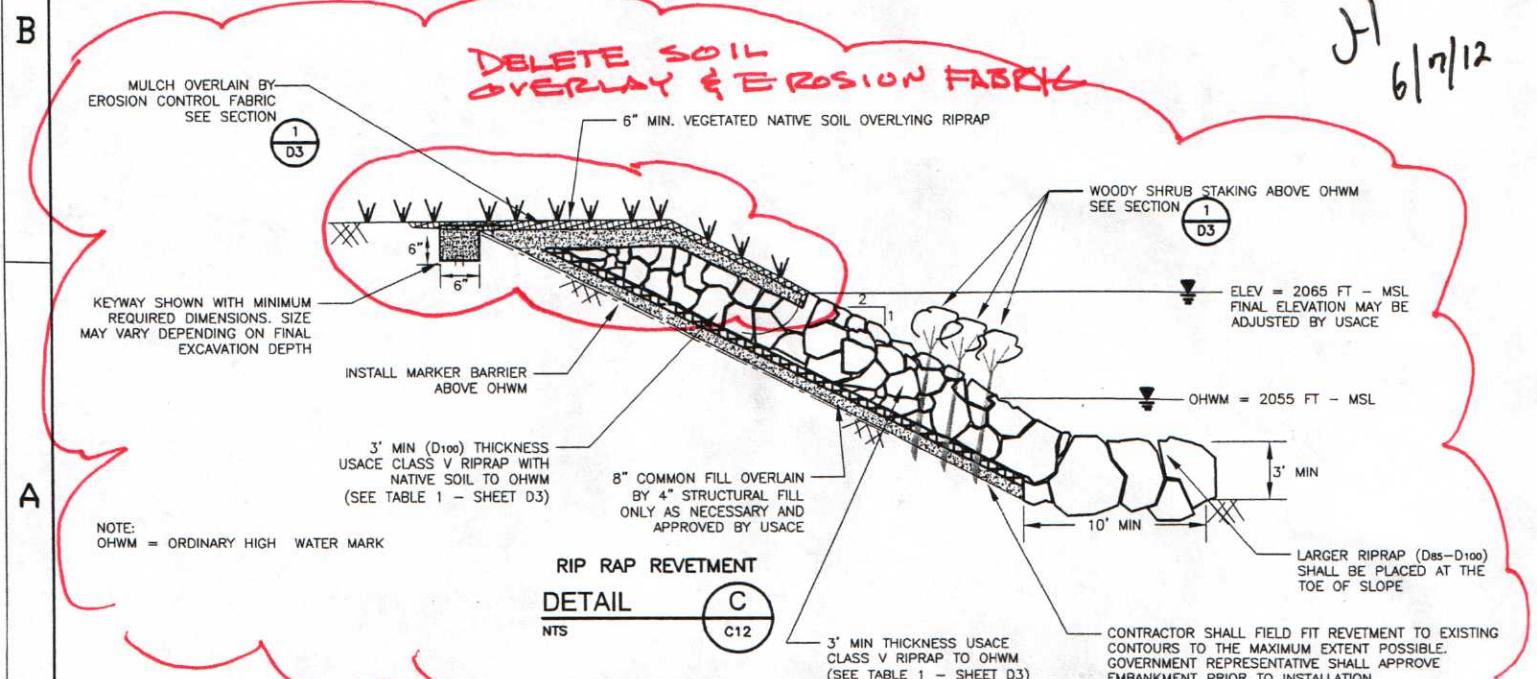 B
DELETE SOIL
OVERLAY & EROSION FABRIC
6/7/12
MULCH OVERLAIN BY
EROSION CONTROL FABRIC
SEE SECTION
1
D3
6" MIN. VEGETATED NATIVE SOIL OVERLYING RIPRAP
WOODY SHRUB STAKING ABOVE OHWM
SEE SECTION
1
D3
6"
6"
KEYWAY SHOWN WITH MINIMUM
REQUIRED DIMENSIONS. SIZE
MAY VARY DEPENDING ON FINAL
EXCAVATION DEPTH
2
1
ELEV = 2065 FT - MSL
FINAL ELEVATION MAY BE
ADJUSTED BY USACE
INSTALL MARKER BARRIER
ABOVE OHWM
OHWM = 2055 FT - MSL
3' MIN (D100) THICKNESS
USACE CLASS V RIPRAP WITH
NATIVE SOIL TO OHWM
(SEE TABLE 1 - SHEET D3)
8" COMMON FILL OVERLAIN
BY 4" STRUCTURAL FILL
ONLY AS NECESSARY AND
APPROVED BY USACE
3' MIN
10' MIN
A
NOTE:
OHWM = ORDINARY HIGH WATER MARK
LARGER RIPRAP (D85-D100)
SHALL BE PLACED AT THE
TOE OF SLOPE
RIP RAP REVETMENT
DETAIL
NTS
C
C12
3' MIN THICKNESS USACE
CLASS V RIPRAP TO OHWM
(SEE TABLE 1 - SHEET D3)
CONTRACTOR SHALL FIELD FIT REVETMENT TO EXISTING
CONTOURS TO THE MAXIMUM EXTENT POSSIBLE.
GOVERNMENT REPRESENTATIVE SHALL APPROVE
EMBANKMENT PRIOR TO INSTALLATION